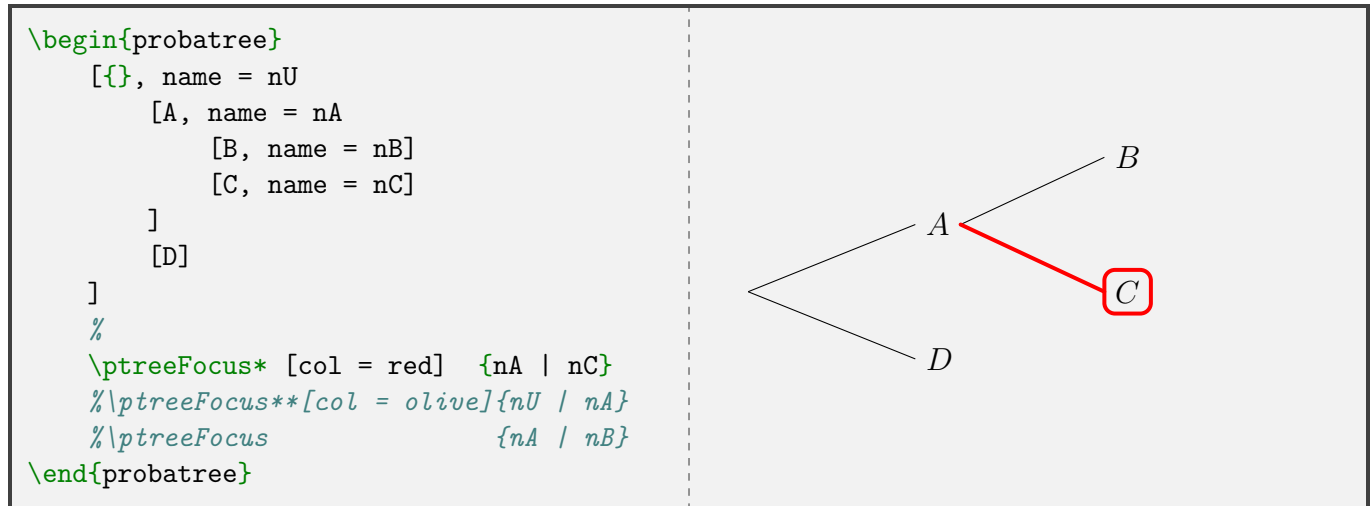 \begin{probatree}
    [{}, name = nU
        [A, name = nA
            [B, name = nB]
            [C, name = nC]
        ]
        [D]
    ]
    %
    \ptreeFocus* [col = red]  {nA | nC}
    %\ptreeFocus**[col = olive]{nU | nA}
    %\ptreeFocus               {nA | nB}
\end{probatree}
B
A
C
D